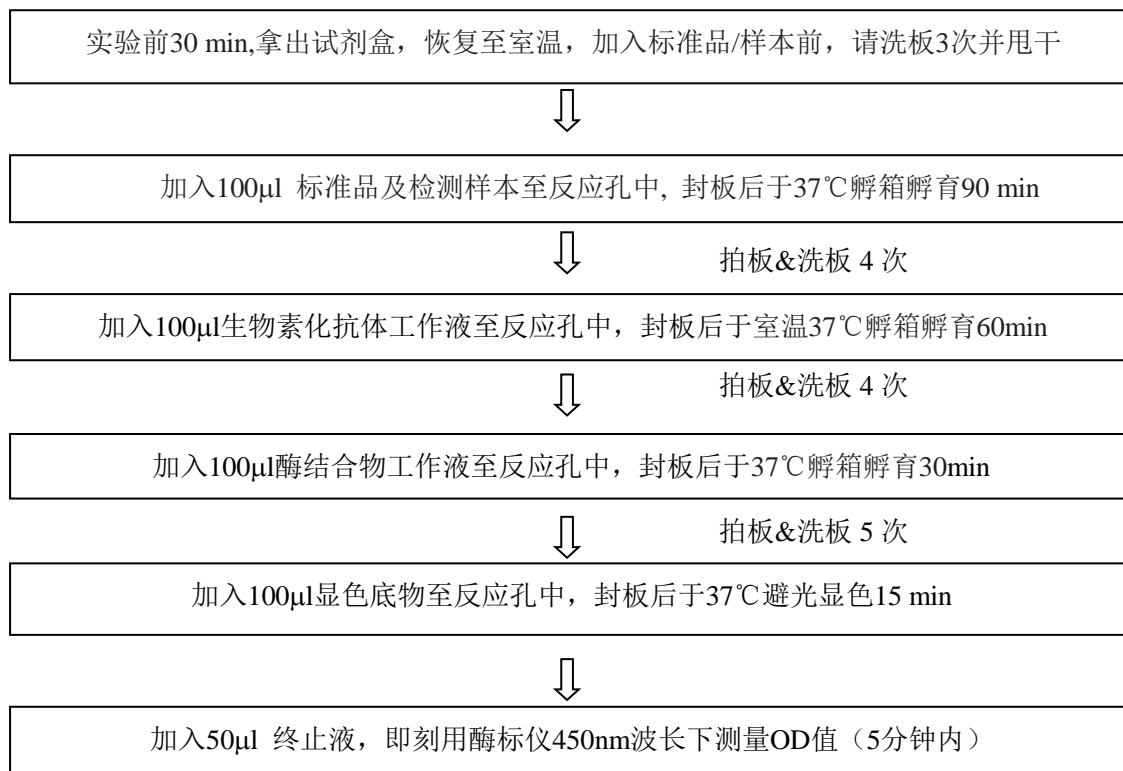 实验前30 min,拿出试剂盒，恢复至室温，加入标准品/样本前，请洗板3次并甩干
加入100μl 标准品及检测样本至反应孔中, 封板后于37℃孵箱孵育90 min
拍板&洗板 4 次
加入100μl生物素化抗体工作液至反应孔中，封板后于室温37℃孵箱孵育60min
拍板&洗板 4 次
加入100μl酶结合物工作液至反应孔中，封板后于37℃孵箱孵育30min
拍板&洗板 5 次
加入100μl显色底物至反应孔中，封板后于37℃避光显色15 min
加入50μl 终止液，即刻用酶标仪450nm波长下测量OD值（5分钟内）